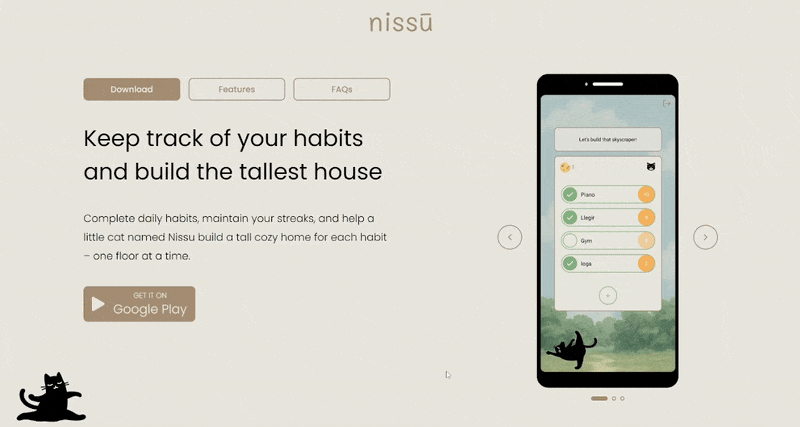 nissū
Download
Features
FAQs
Keep track of your habits
and build the tallest house
Complete daily habits, maintain your streaks, and help a
little cat named Nissu build a tall cozy home for each habit
– one floor at a time.
GET IT ON
Google Play
Let's build that skyscraper!
Piano
Llegir
Gym
Ioga
+